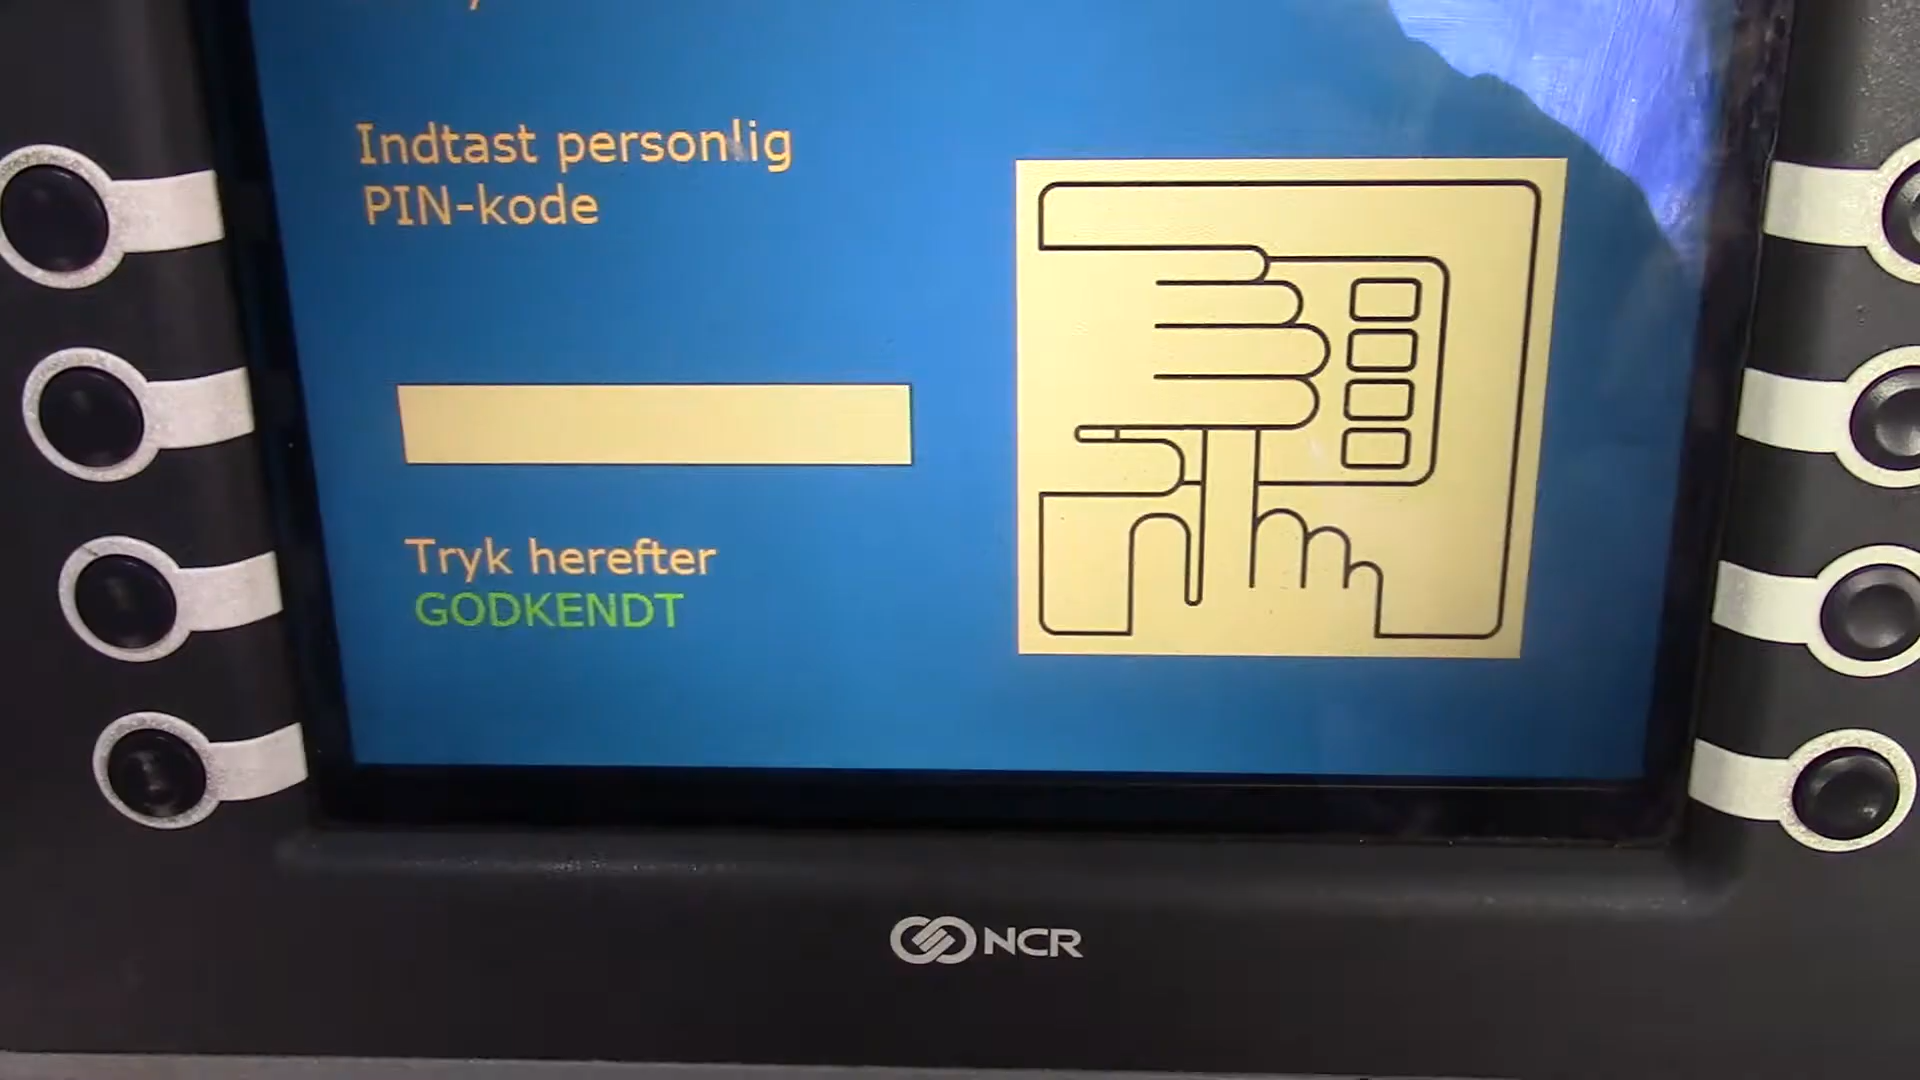 Indtast personlig
PIN-kode
Tryk herefter
GODKENDT
NCR